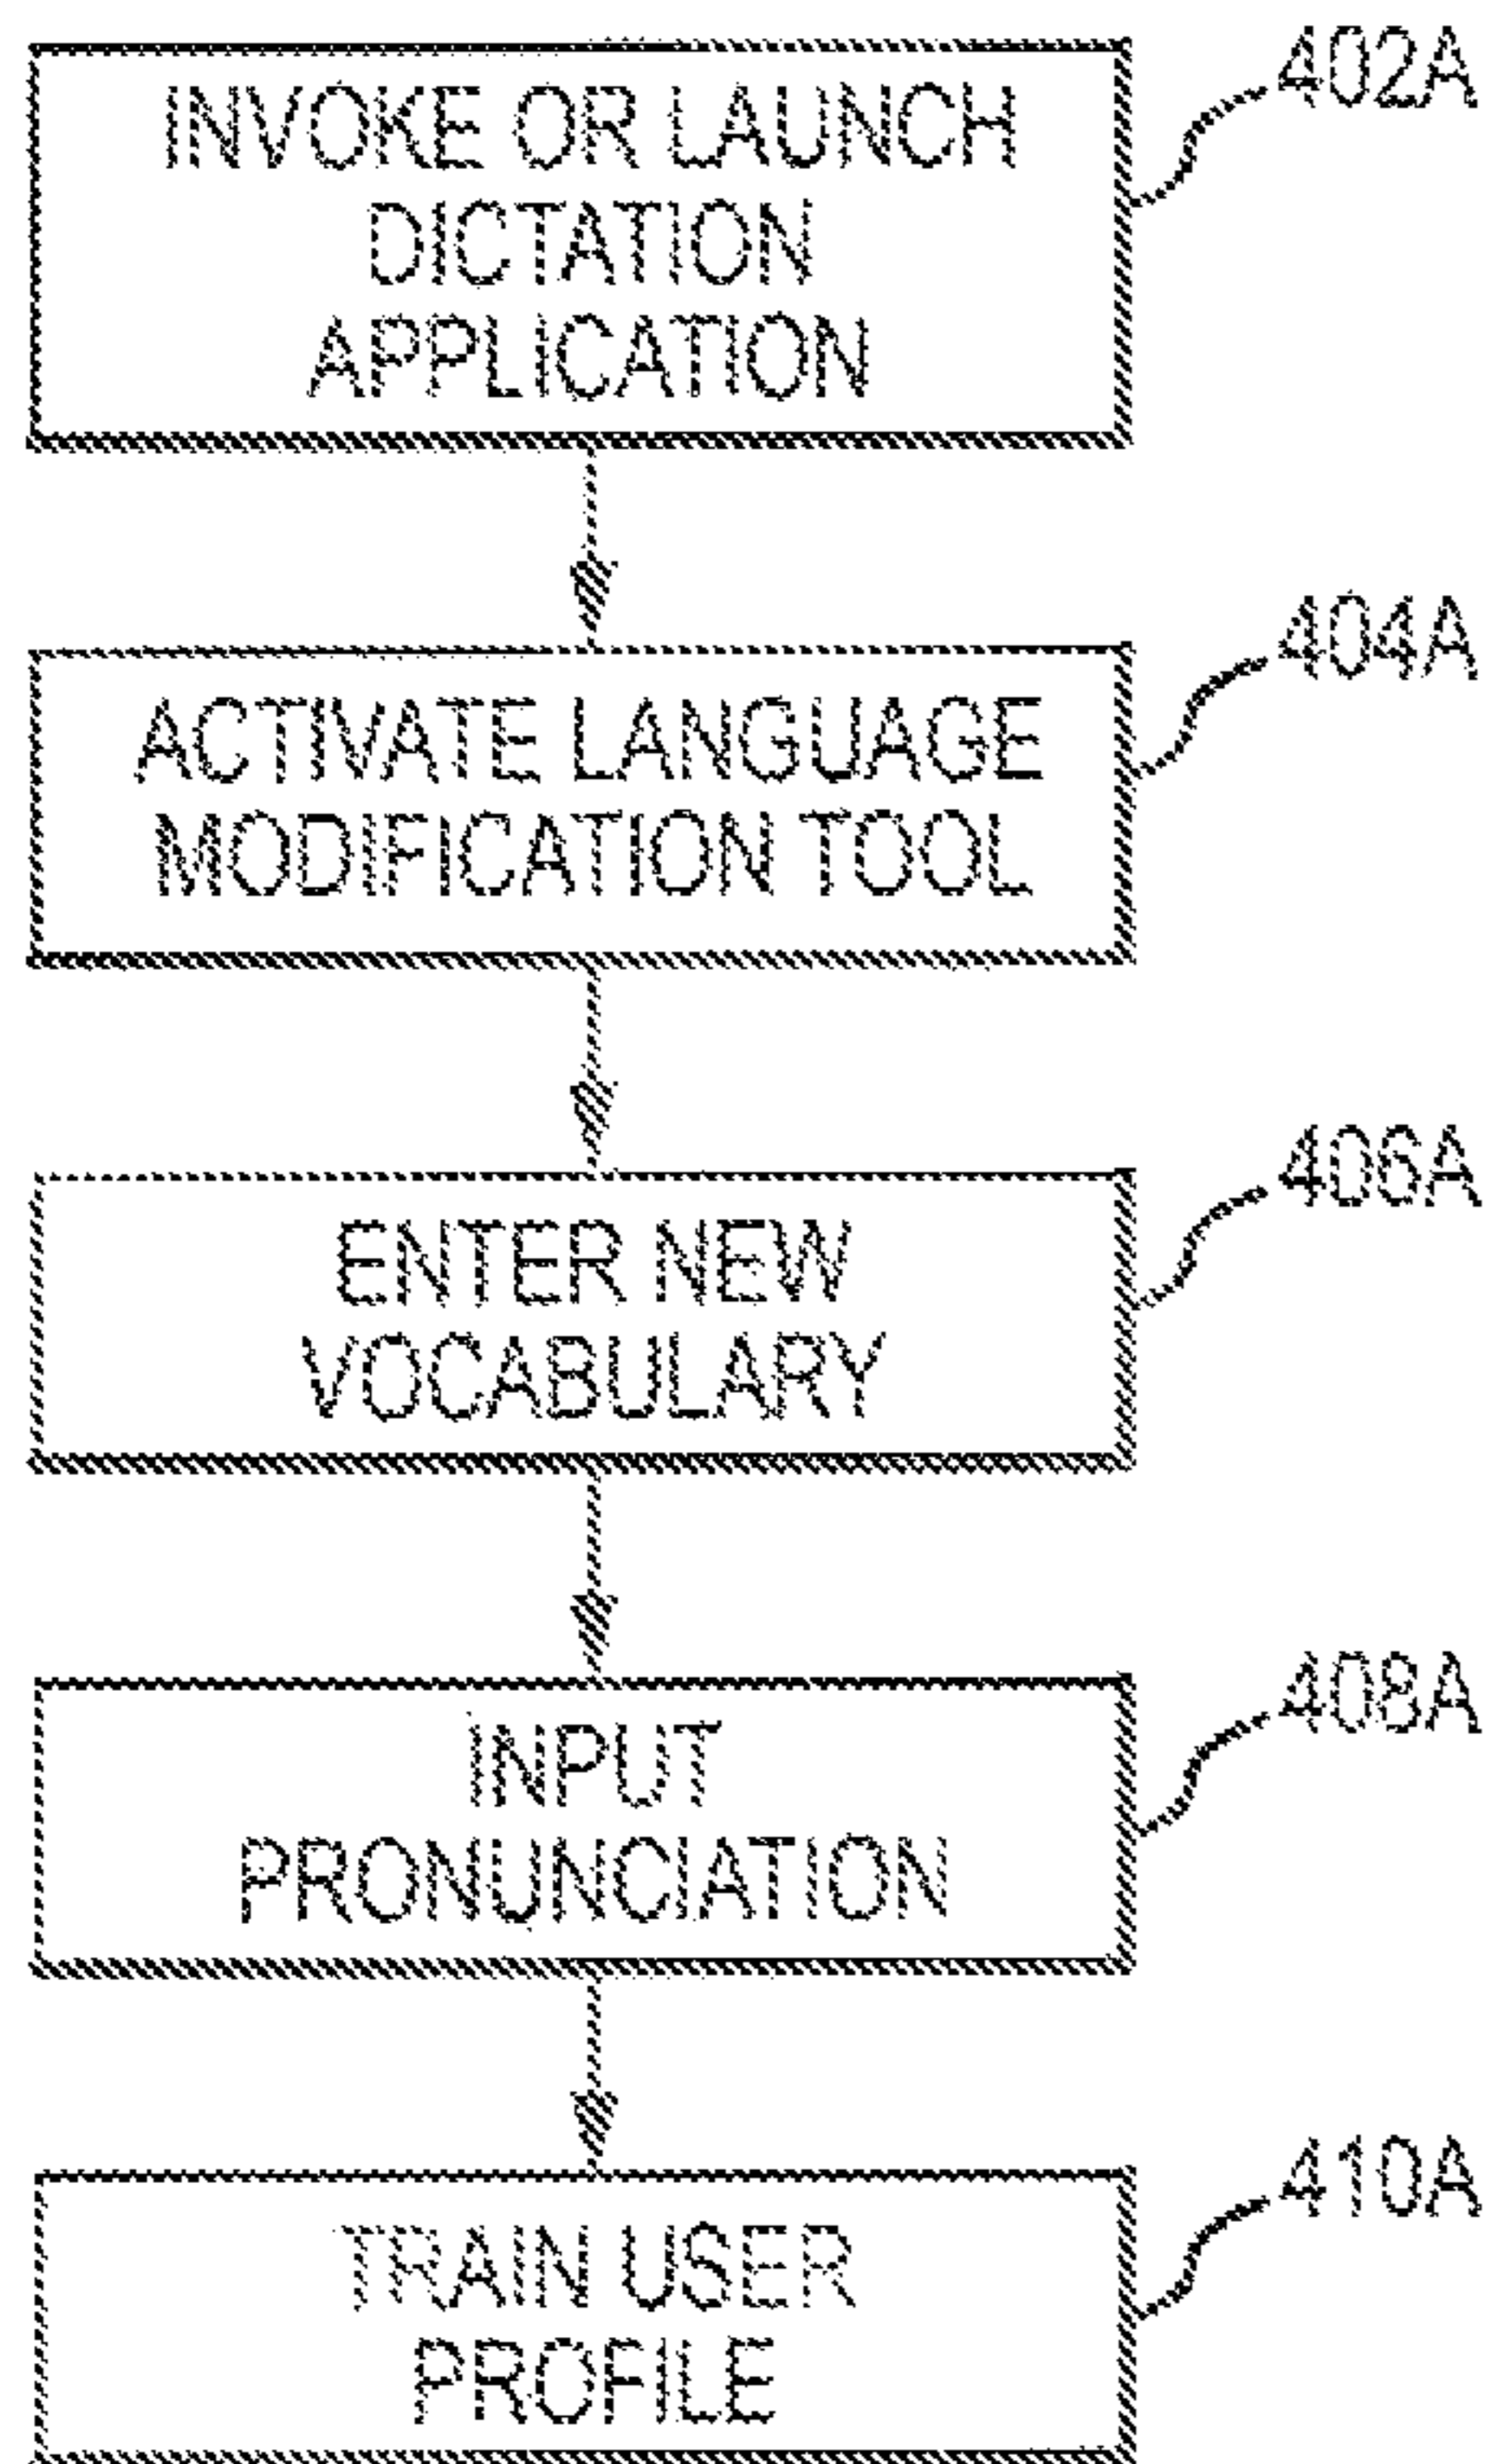 INVOKE OR LAUNCH
DICTATION
APPLICATION
402A
ACTIVATE LANGUAGE
MODIFICATION TOOL
404A
ENTER NEW
VOCABULARY
406A
INPUT
PRONUNCIATION
408A
TRAIN USER
PROFILE
410A